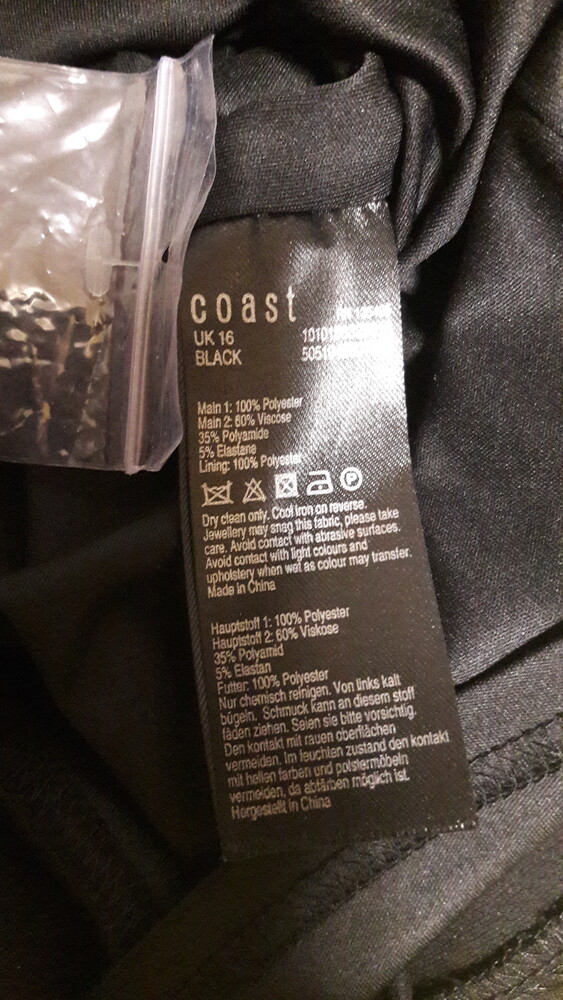 coast
UK 16
BLACK
Main 1: 100% Polyester
Main 2: 60% Viscose
35% Polyamide
5% Elastane
Lining: 100% Polyester
Dry clean only. Cool iron on reverse.
Jewellery may snag this fabric, please take
care. Avoid contact with abrasive surfaces.
Avoid contact with light colours and
upholstery when wet as colour may transfer.
Made in China
Hauptstoff 1: 100% Polyester
Hauptstoff 2: 60% Viskose
35% Polyamid
5% Elastan
Futter: 100% Polyester
Nur chemisch reinigen. Von links kalt
bügeln. Schmuck kann an diesem stoff
fäden ziehen. Seien sie bitte vorsichtig.
Den kontakt mit rauen oberflächen
vermeiden. Im feuchten zustand den kontakt
mit hellen farben und polstermöbeln
vermeiden, da abfärben möglich ist.
Horgestellt in China